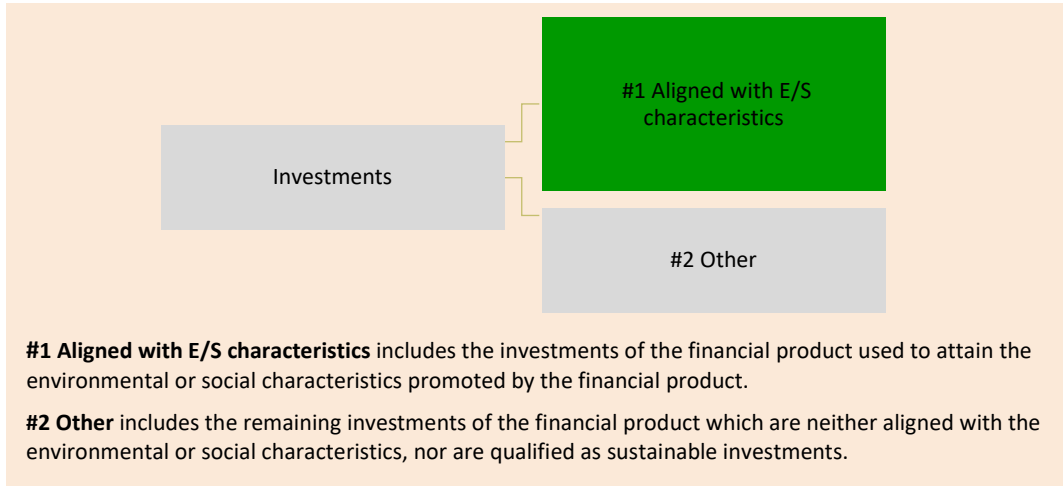 #1 Aligned with E/S
characteristics
Investments
#2 Other
#1 Aligned with E/S characteristics includes the investments of the financial product used to attain the
environmental or social characteristics promoted by the financial product.
#2 Other includes the remaining investments of the financial product which are neither aligned with the
environmental or social characteristics, nor are qualified as sustainable investments.